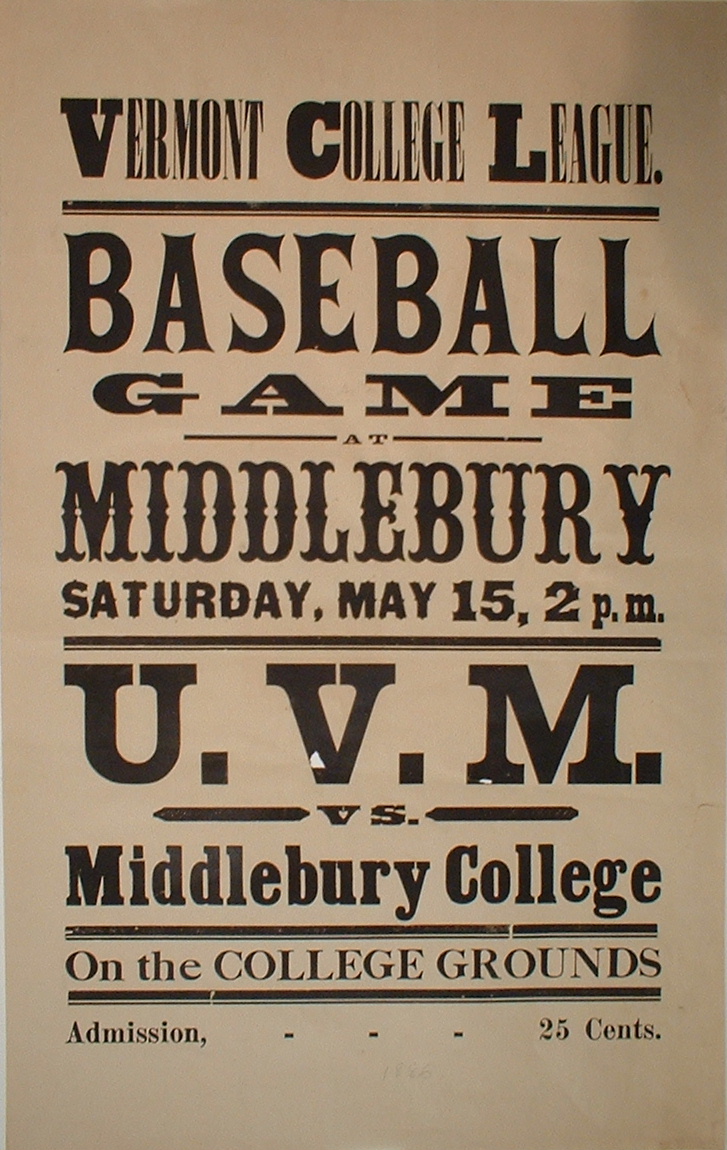 VERMONT COLLEGE LEAGUE.
BASEBALL
GAME
AT
MIDDLEBURY
SATURDAY, MAY 15, 2 p.m.
U. V. M.
VS.
Middlebury College
On the COLLEGE GROUNDS
Admission, - - - 25 Cents.
1886